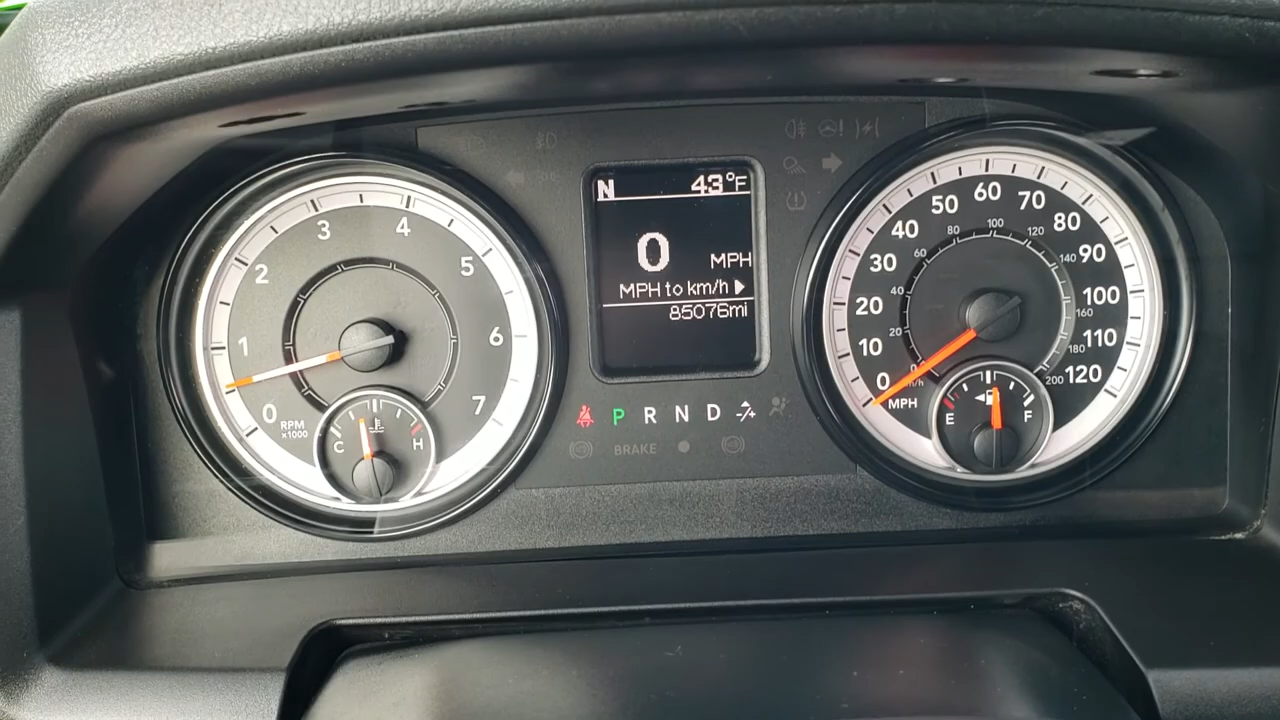 N 43°F
0 MPH
MPH to km/h
85076mi
0 1 2 3 4 5 6 7
RPM
x1000
C H
P R N D -/+
BRAKE
0 10 20 30 40 50 60 70 80 90 100 110 120
MPH
20 40 60 80 100 120 140 160 180 200
E F